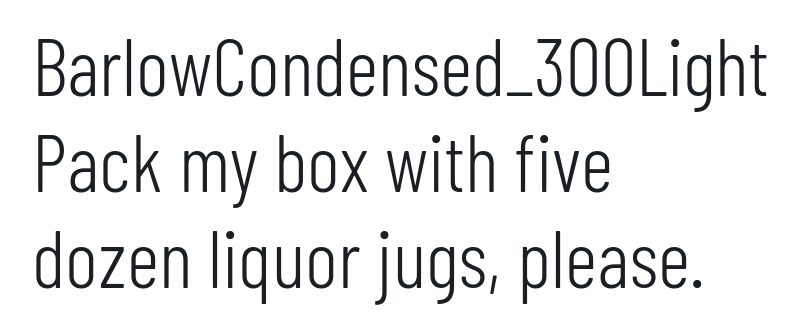 BarlowCondensed_300Light
Pack my box with five
dozen liquor jugs, please.